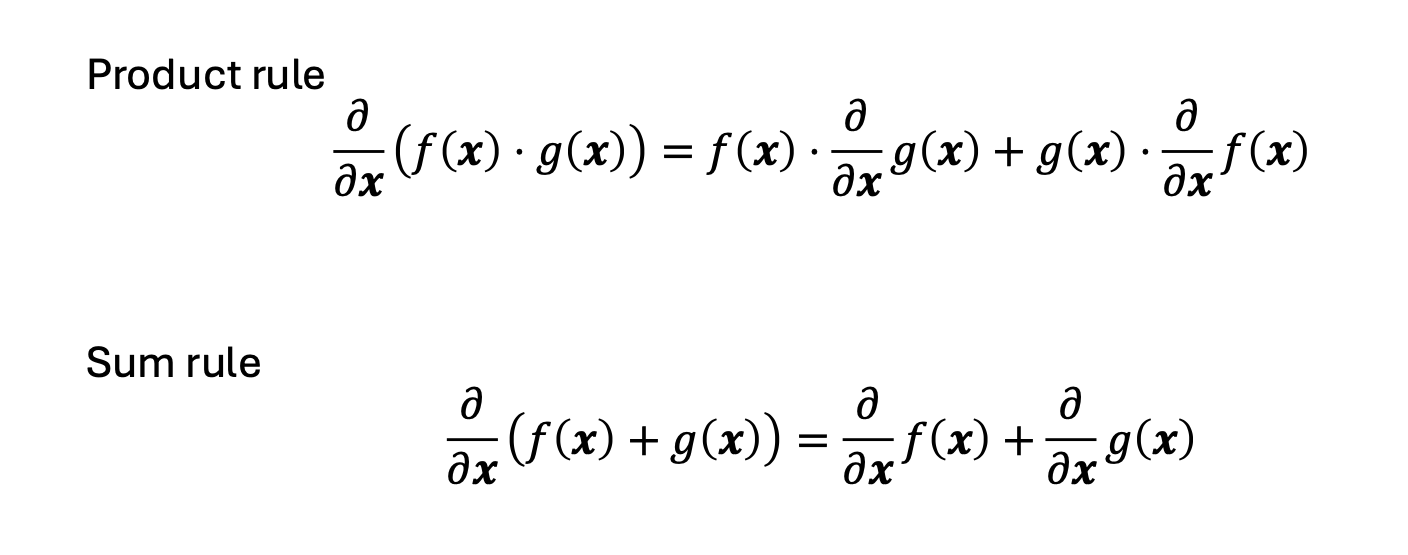 Product rule
∂/∂𝒙 (f(𝒙) · g(𝒙)) = f(𝒙) · ∂/∂𝒙 g(𝒙) + g(𝒙) · ∂/∂𝒙 f(𝒙)
Sum rule
∂/∂𝒙 (f(𝒙) + g(𝒙)) = ∂/∂𝒙 f(𝒙) + ∂/∂𝒙 g(𝒙)